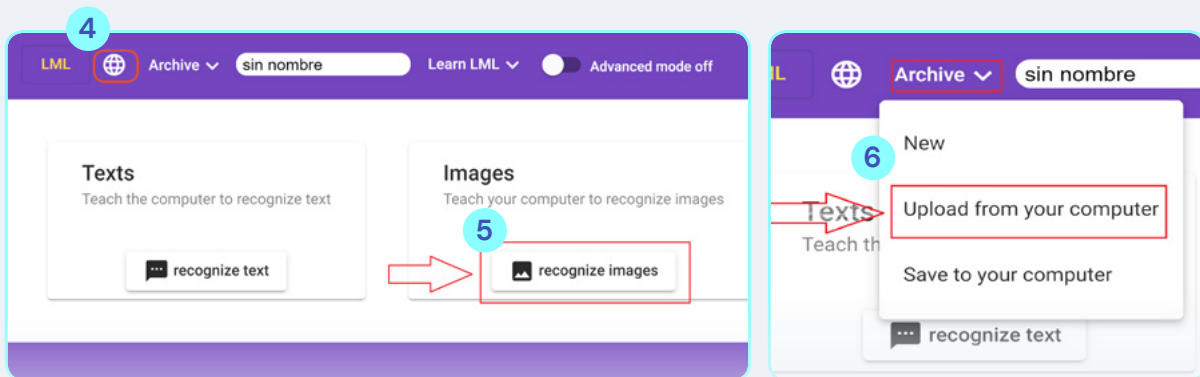 4
LML Archive sin nombre Learn LML Advanced mode off
Texts
Teach the computer to recognize text
recognize text
Images
Teach your computer to recognize images
5
recognize images
LML Archive sin nombre
6
New
Upload from your computer
Save to your computer
Texts
Teach th
recognize text